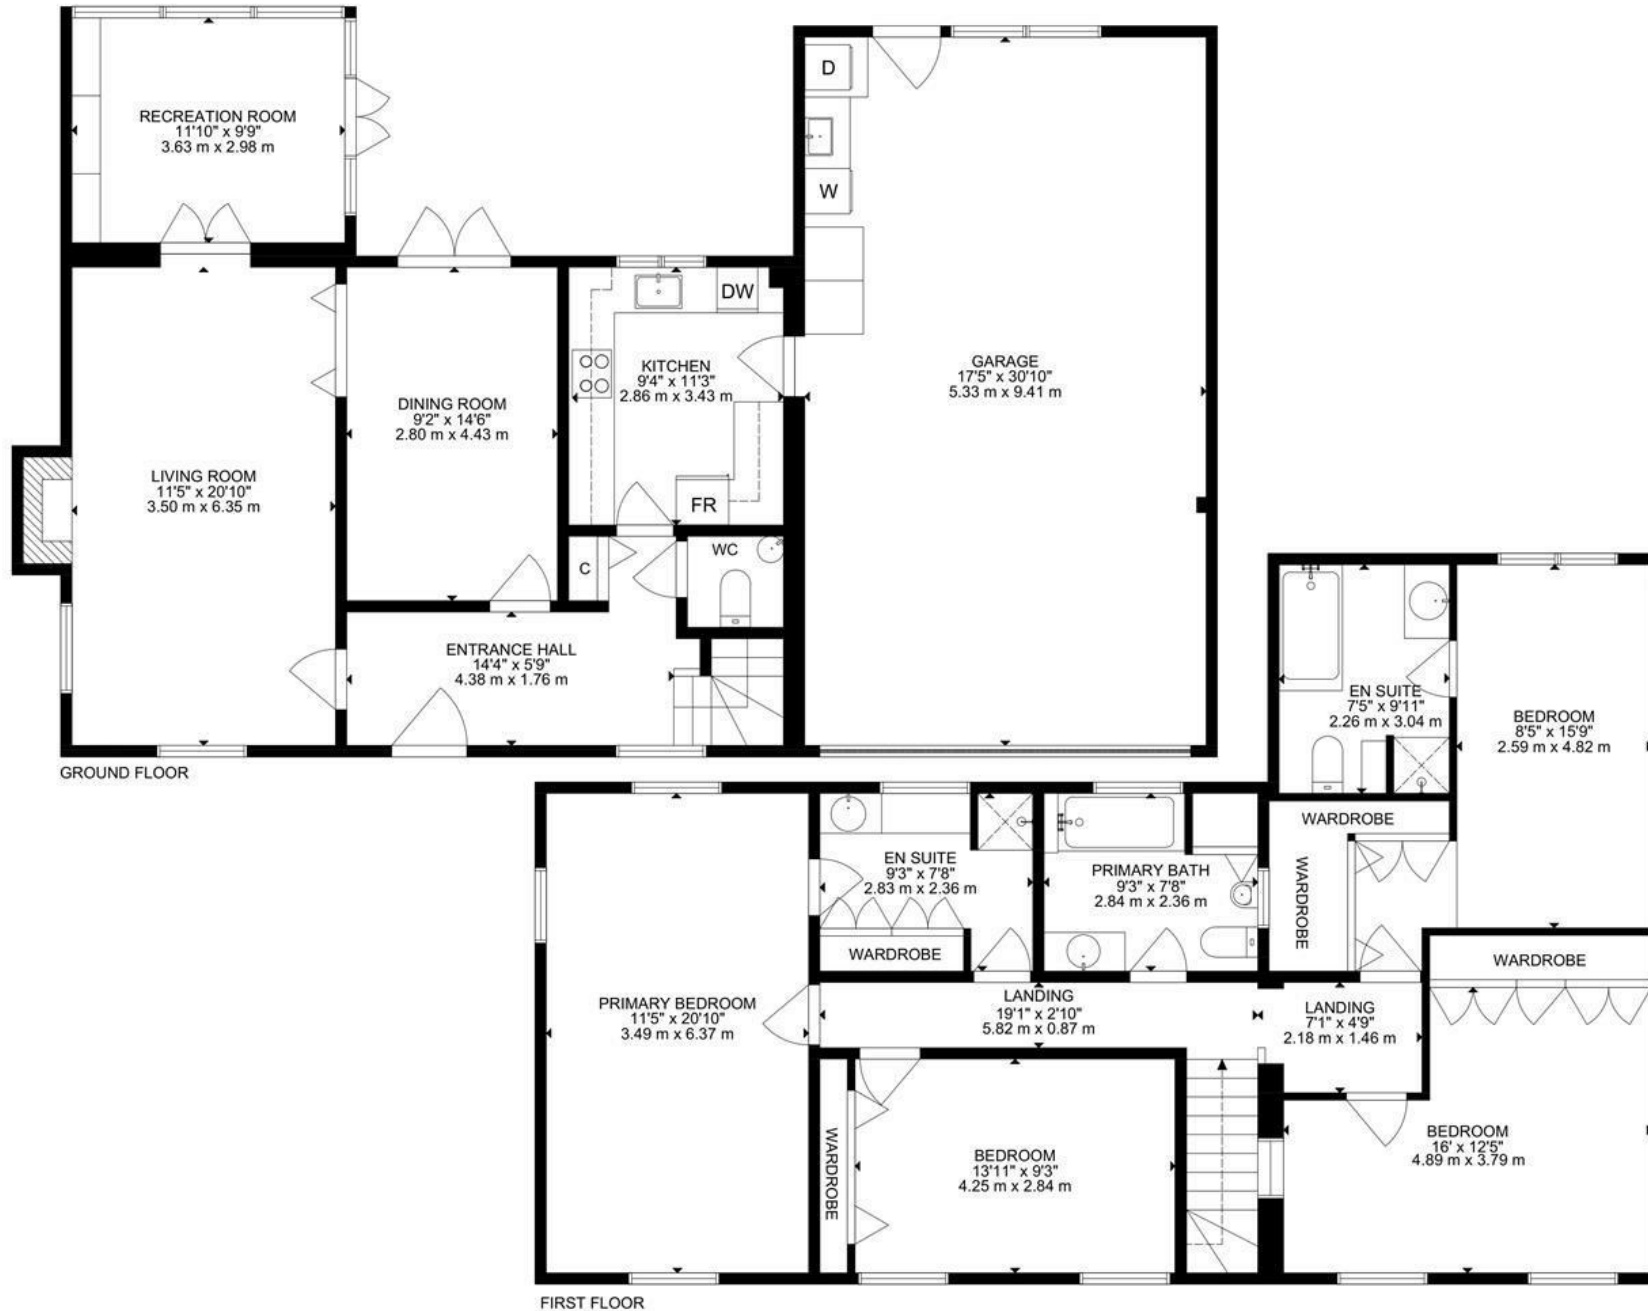 RECREATION ROOM
11'10" x 9'9"
3.63 m x 2.98 m
D
W
GARAGE
17'5" x 30'10"
5.33 m x 9.41 m
KITCHEN
9'4" x 11'3"
2.86 m x 3.43 m
DW
FR
DINING ROOM
9'2" x 14'6"
2.80 m x 4.43 m
LIVING ROOM
11'5" x 20'10"
3.50 m x 6.35 m
C
WC
ENTRANCE HALL
14'4" x 5'9"
4.38 m x 1.76 m
GROUND FLOOR
EN SUITE
7'5" x 9'11"
2.26 m x 3.04 m
BEDROOM
8'5" x 15'9"
2.59 m x 4.82 m
WARDROBE
WARDROBE
EN SUITE
9'3" x 7'8"
2.83 m x 2.36 m
WARDROBE
PRIMARY BATH
9'3" x 7'8"
2.84 m x 2.36 m
WARDROBE
PRIMARY BEDROOM
11'5" x 20'10"
3.49 m x 6.37 m
LANDING
19'1" x 2'10"
5.82 m x 0.87 m
LANDING
7'1" x 4'9"
2.18 m x 1.46 m
WARDROBE
BEDROOM
13'11" x 9'3"
4.25 m x 2.84 m
BEDROOM
16' x 12'5"
4.89 m x 3.79 m
FIRST FLOOR